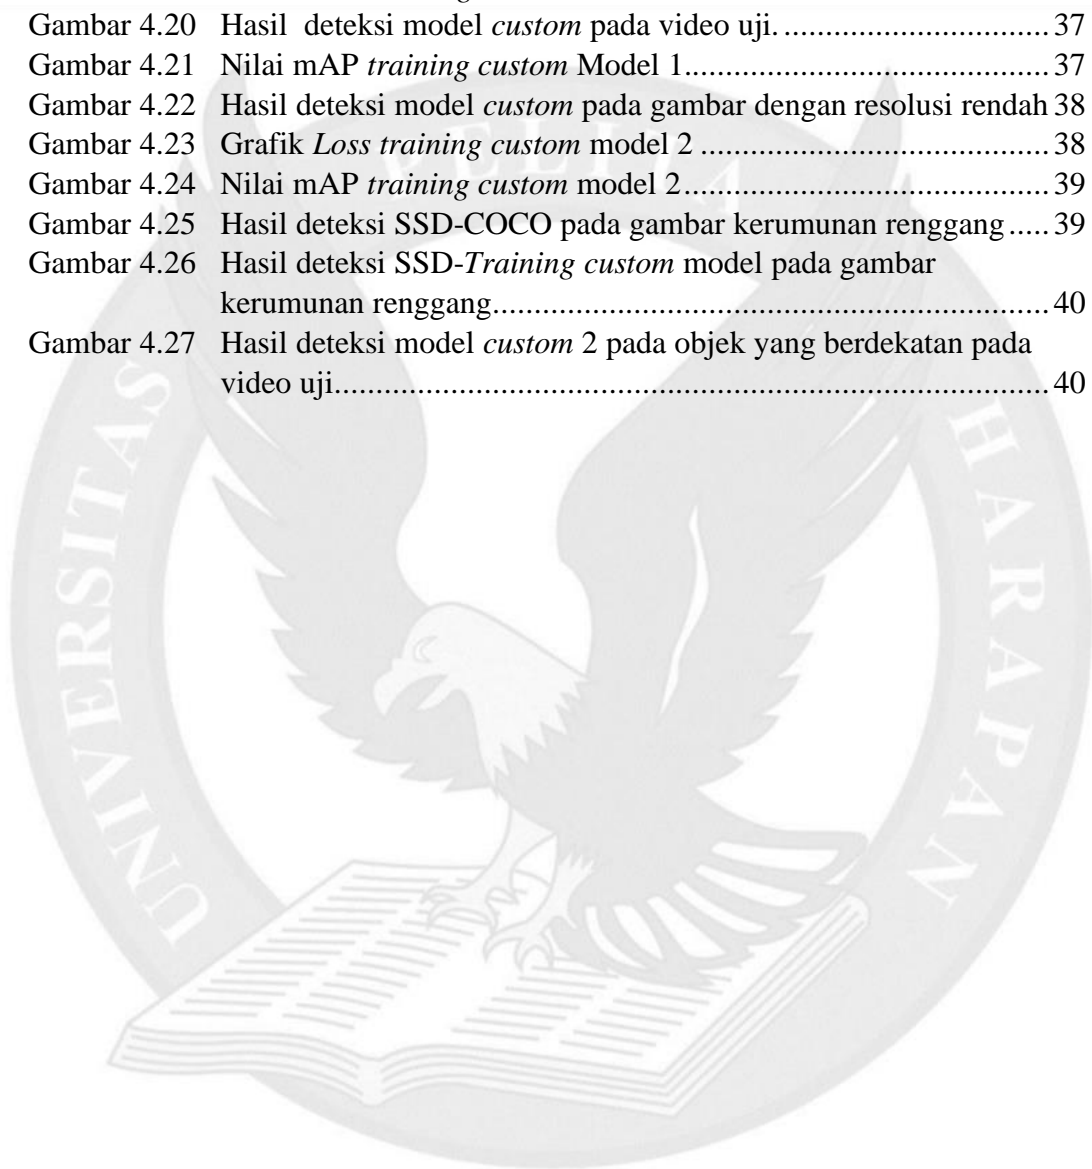 Gambar 4.20 Hasil deteksi model custom pada video uji. ................................ 37
Gambar 4.21 Nilai mAP training custom Model 1............................................ 37
Gambar 4.22 Hasil deteksi model custom pada gambar dengan resolusi rendah 38
Gambar 4.23 Grafik Loss training custom model 2 .......................................... 38
Gambar 4.24 Nilai mAP training custom model 2............................................ 39
Gambar 4.25 Hasil deteksi SSD-COCO pada gambar kerumunan renggang ..... 39
Gambar 4.26 Hasil deteksi SSD-Training custom model pada gambar
kerumunan renggang................................................................... 40
Gambar 4.27 Hasil deteksi model custom 2 pada objek yang berdekatan pada
video uji...................................................................................... 40
UNIVERSITAS PELITA HARAPAN